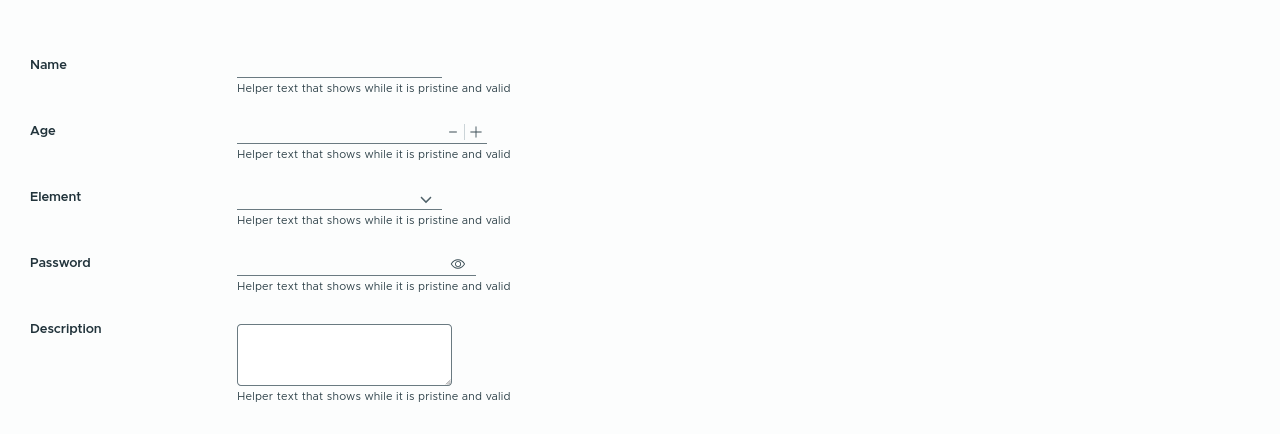 Name
Helper text that shows while it is pristine and valid
Age
Helper text that shows while it is pristine and valid
Element
Helper text that shows while it is pristine and valid
Password
Helper text that shows while it is pristine and valid
Description
Helper text that shows while it is pristine and valid